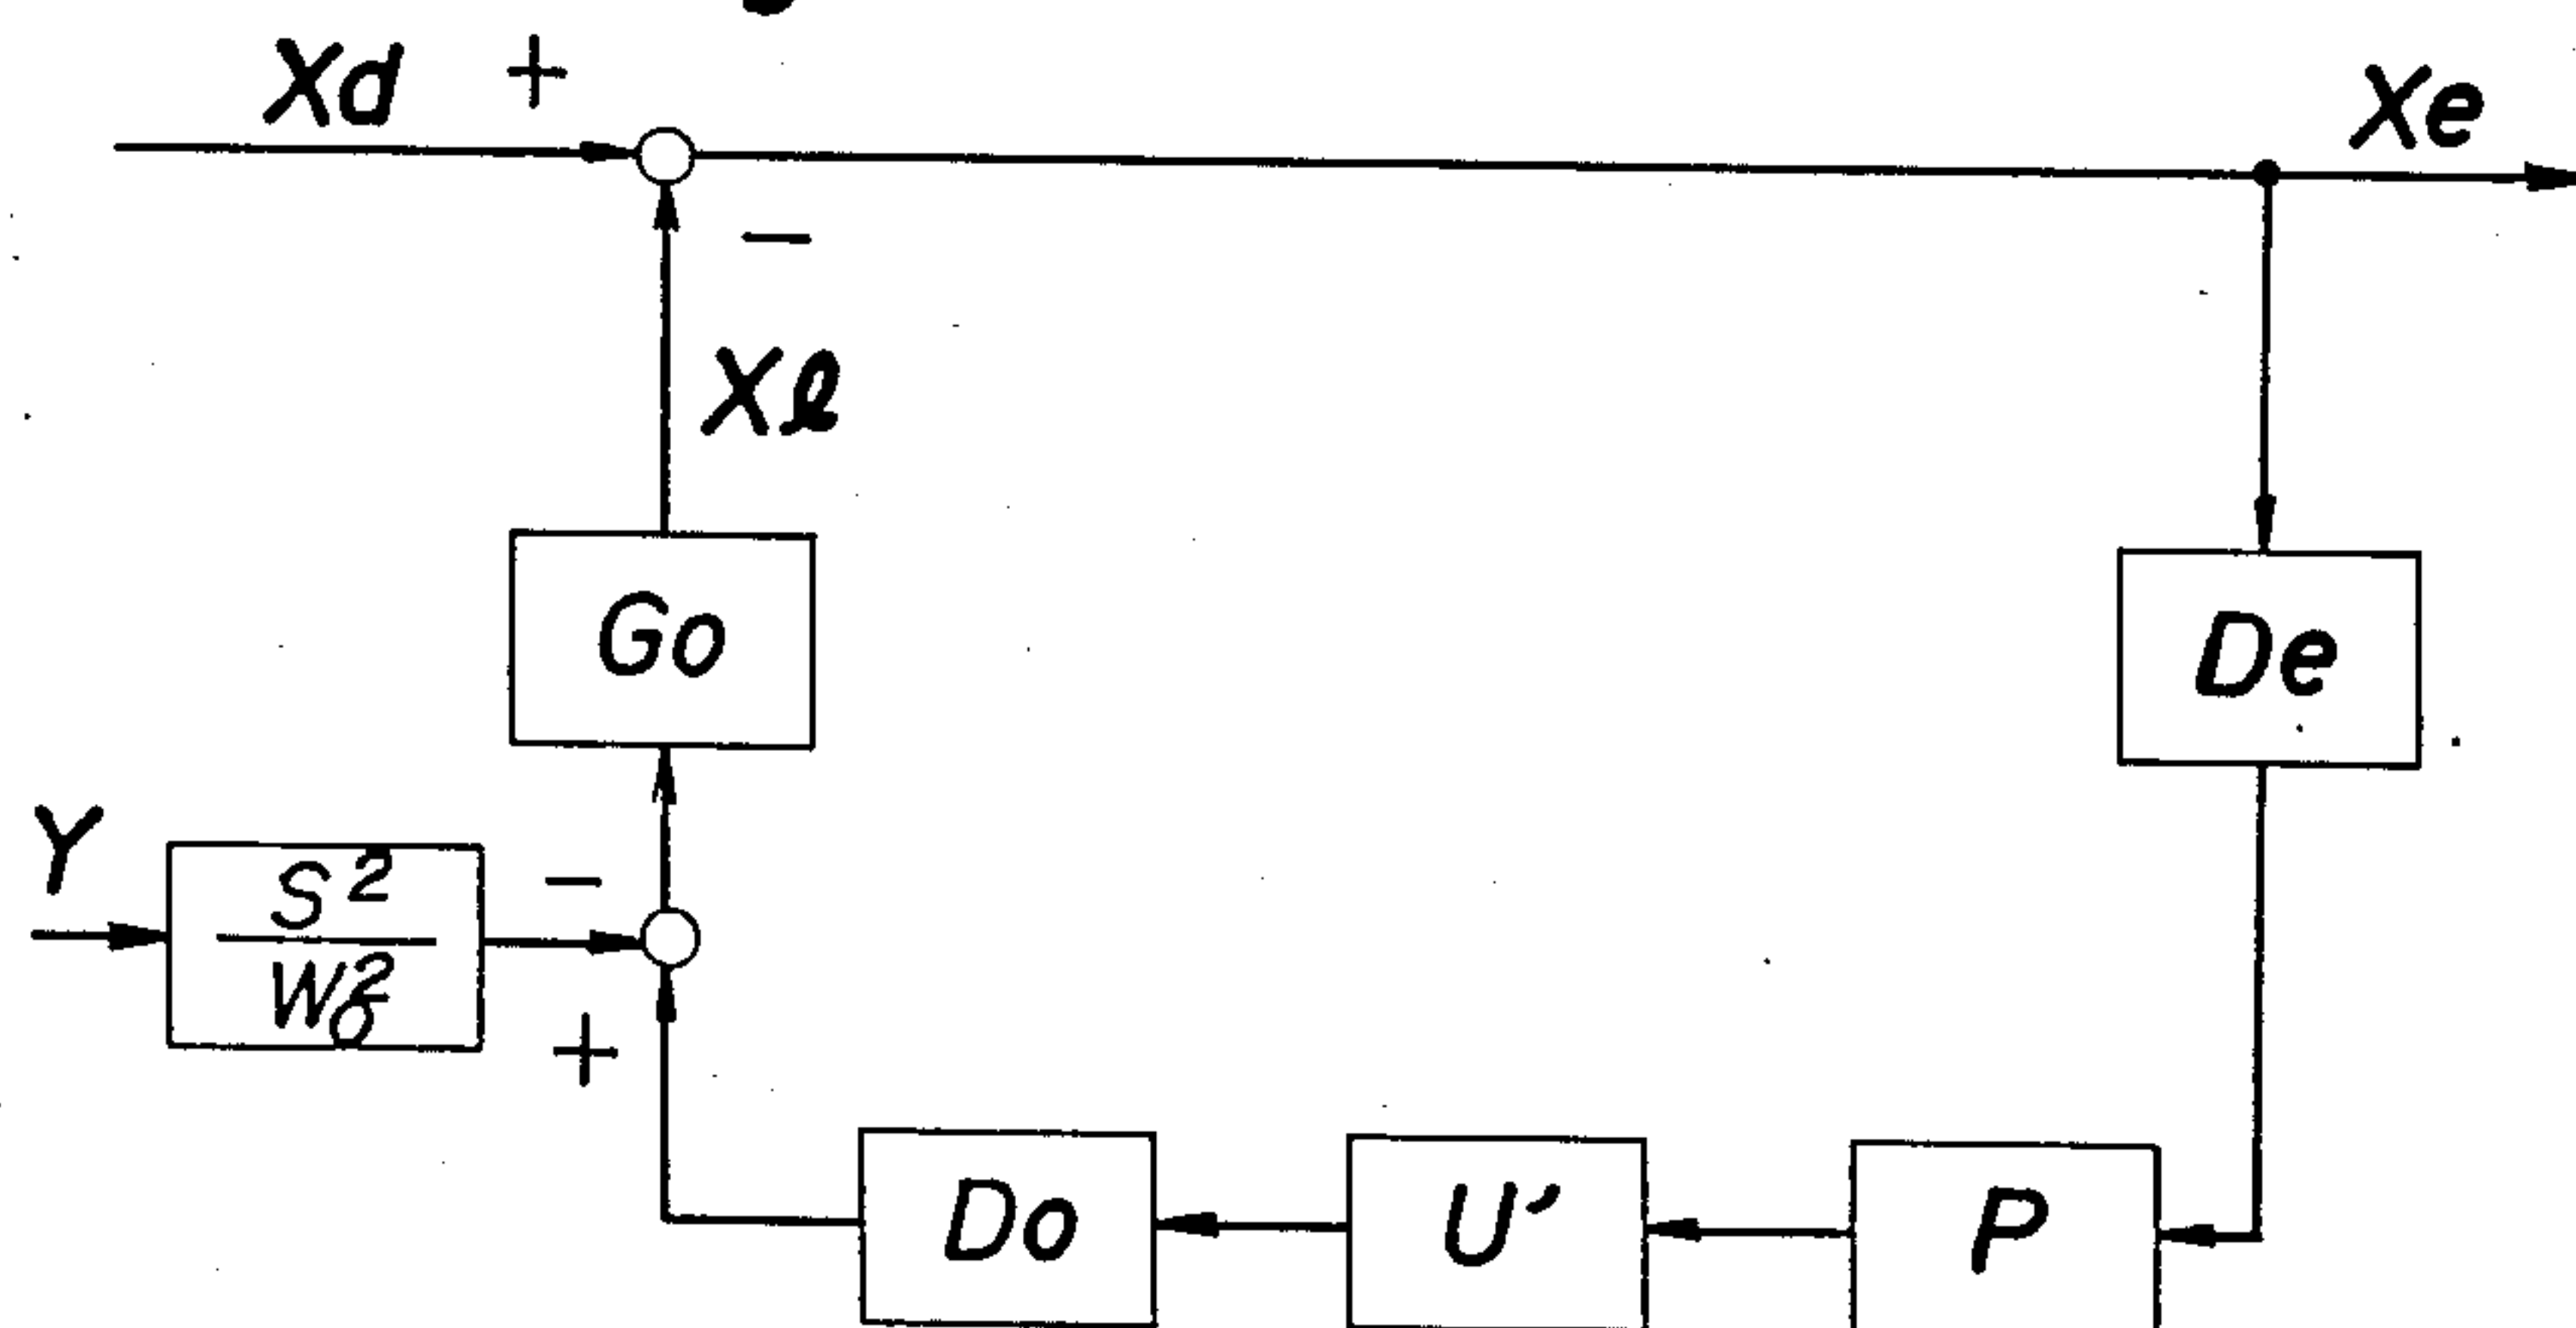 Xd +
Xe
−
Xℓ
Go
De
Y
S²
W₀²
−
+
Do
U′
P